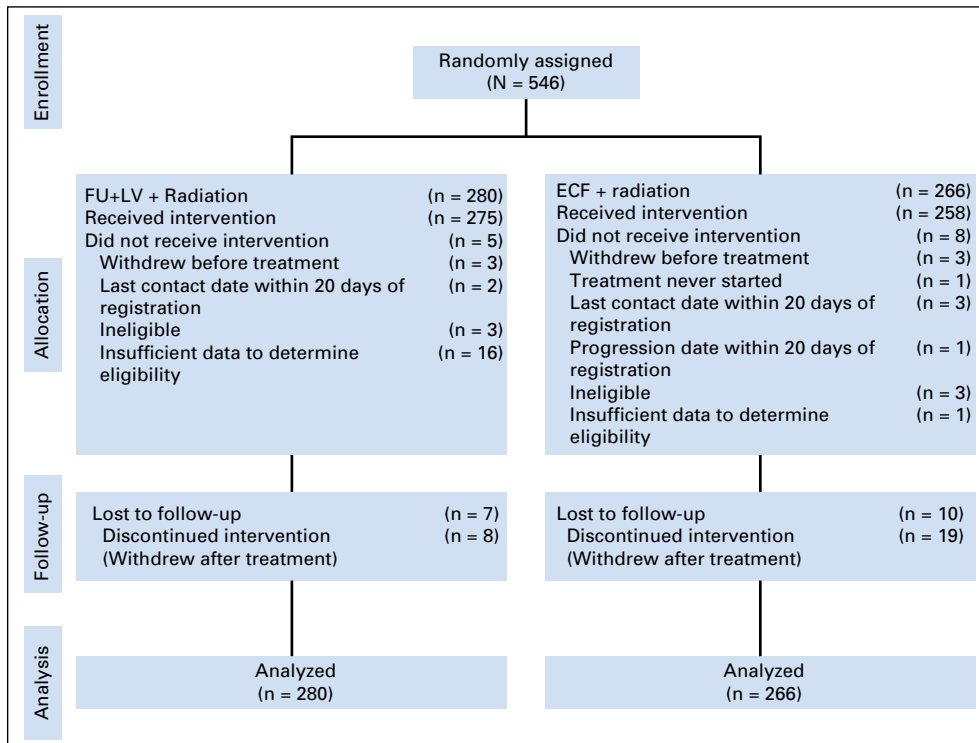 Enrollment
Randomly assigned
(N = 546)
Allocation
FU+LV + Radiation (n = 280)
Received intervention (n = 275)
Did not receive intervention (n = 5)
Withdrew before treatment (n = 3)
Last contact date within 20 days of (n = 2)
registration
Ineligible (n = 3)
Insufficient data to determine (n = 16)
eligibility
ECF + radiation (n = 266)
Received intervention (n = 258)
Did not receive intervention (n = 8)
Withdrew before treatment (n = 3)
Treatment never started (n = 1)
Last contact date within 20 days of (n = 3)
registration
Progression date within 20 days of (n = 1)
registration
Ineligible (n = 3)
Insufficient data to determine (n = 1)
eligibility
Follow-up
Lost to follow-up (n = 7)
Discontinued intervention (n = 8)
(Withdrew after treatment)
Lost to follow-up (n = 10)
Discontinued intervention (n = 19)
(Withdrew after treatment)
Analysis
Analyzed
(n = 280)
Analyzed
(n = 266)